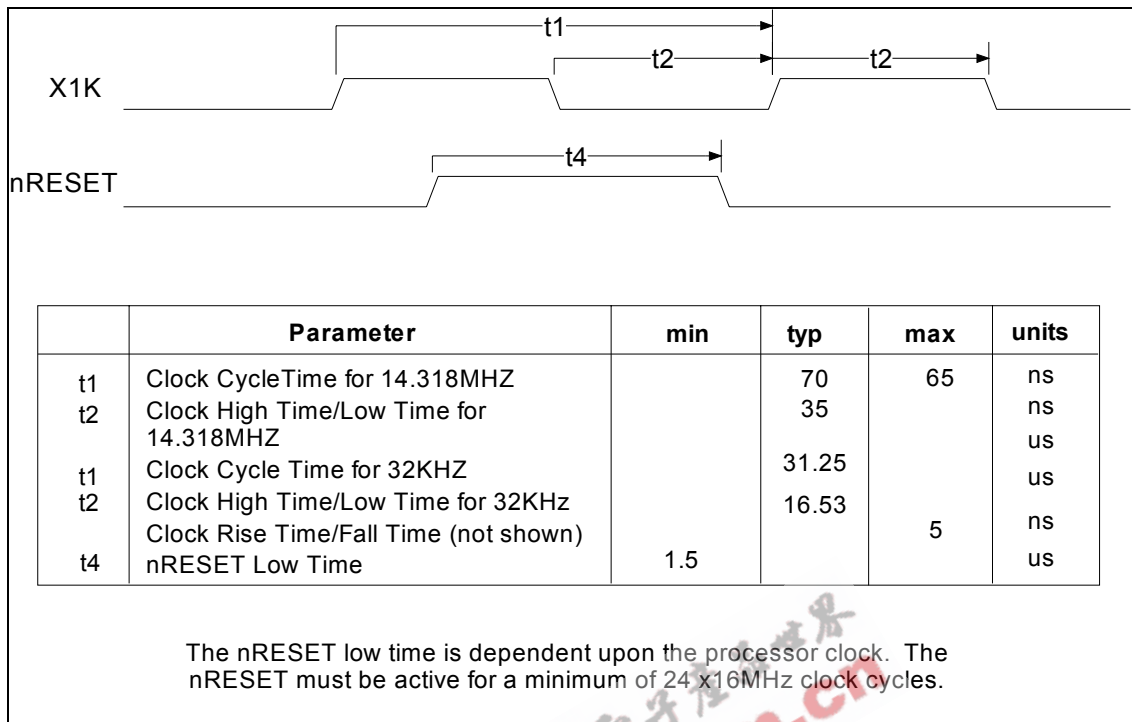 t1
t2 t2
X1K
t4
nRESET
Parameter min typ max units
t1 Clock CycleTime for 14.318MHZ 70 65 ns
t2 Clock High Time/Low Time for 35 ns
14.318MHZ us
t1 Clock Cycle Time for 32KHZ 31.25 us
t2 Clock High Time/Low Time for 32KHz 16.53
Clock Rise Time/Fall Time (not shown) 5 ns
t4 nRESET Low Time 1.5 us
The nRESET low time is dependent upon the processor clock. The
nRESET must be active for a minimum of 24 x16MHz clock cycles.